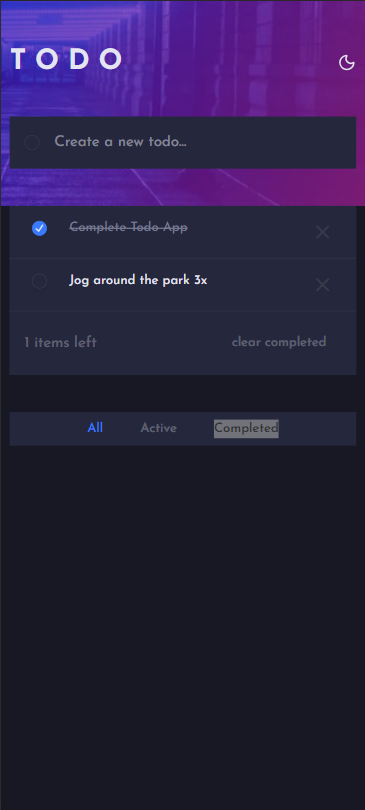 TODO
Create a new todo...
Complete Todo App
Jog around the park 3x
1 items left clear completed
All Active Completed